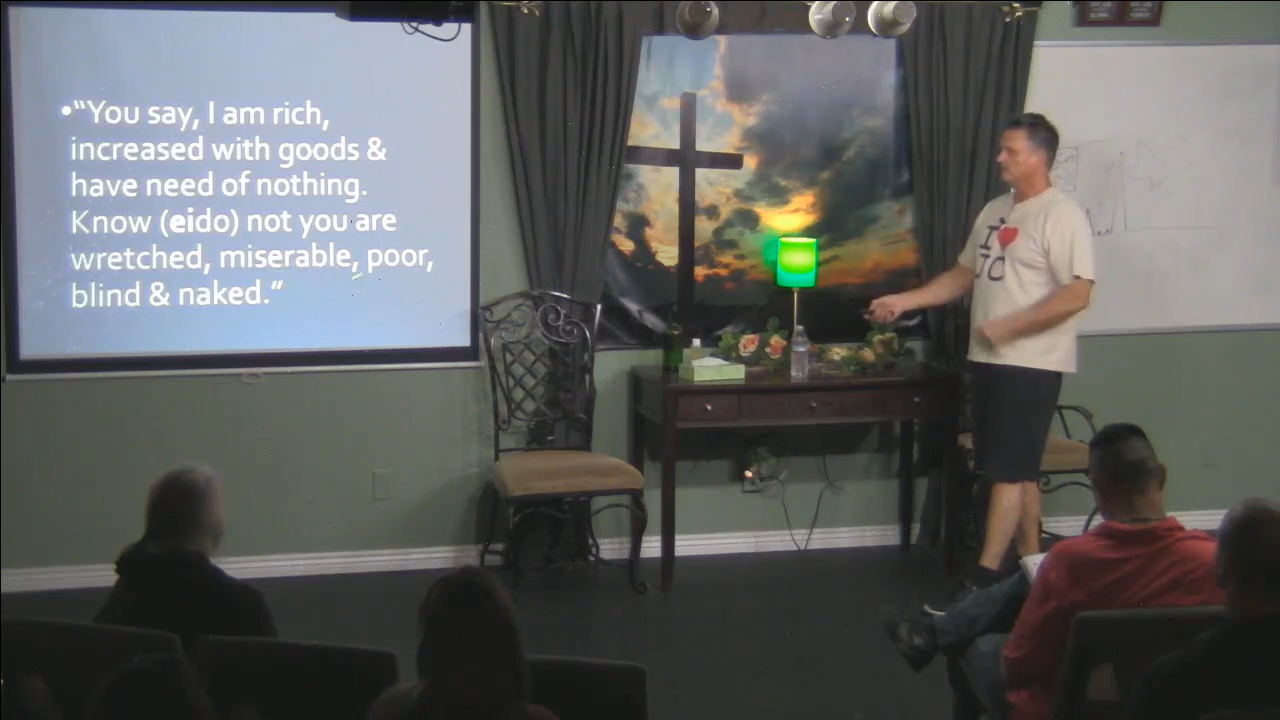 •“You say, I am rich,
increased with goods &
have need of nothing.
Know (eido) not you are
wretched, miserable, poor,
blind & naked.”
I
JC